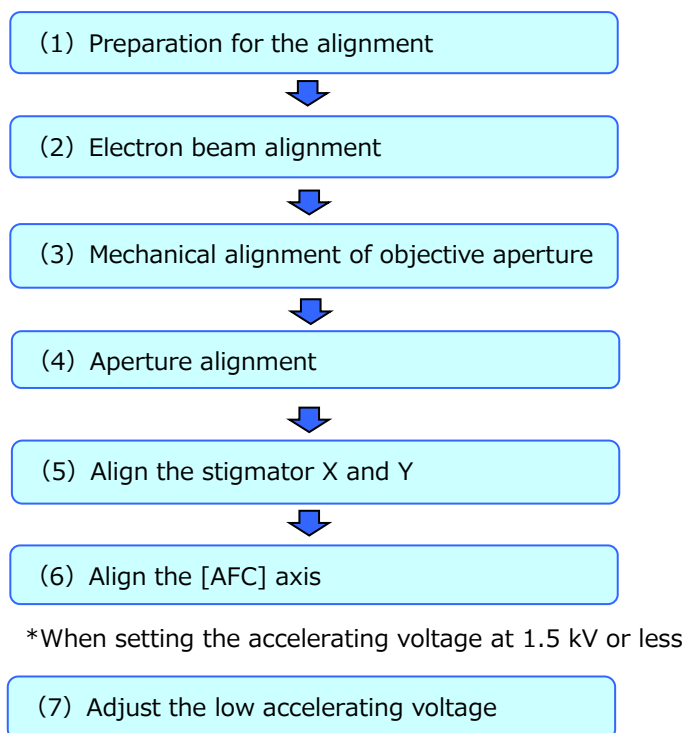 （1）Preparation for the alignment
（2）Electron beam alignment
（3）Mechanical alignment of objective aperture
（4）Aperture alignment
（5）Align the stigmator X and Y
（6）Align the [AFC] axis
*When setting the accelerating voltage at 1.5 kV or less
（7）Adjust the low accelerating voltage